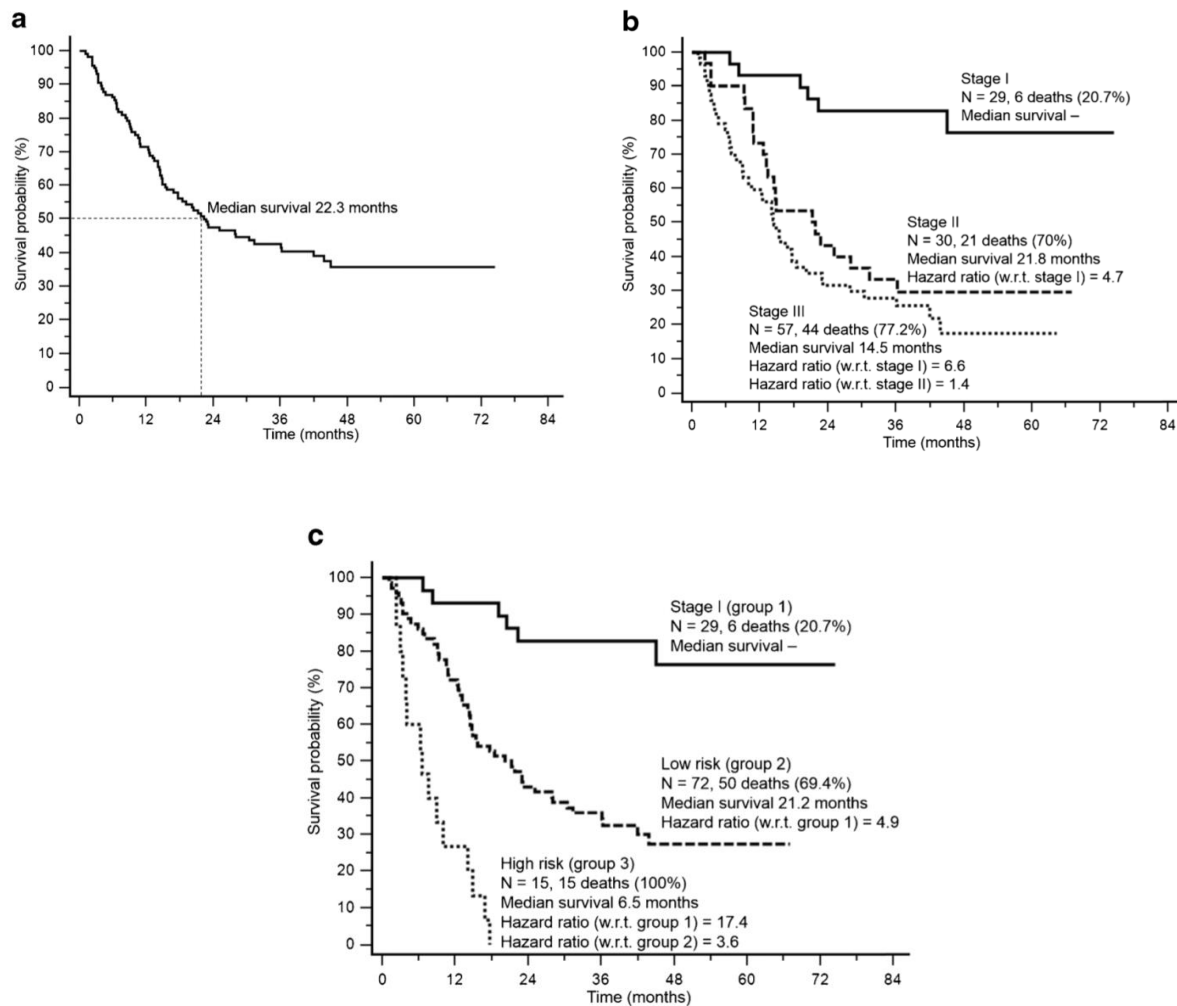 a
Survival probability (%)
100
90
80
70
60
50
40
30
20
10
0
Median survival 22.3 months
0 12 24 36 48 60 72 84
Time (months)
b
Survival probability (%)
100
90
80
70
60
50
40
30
20
10
0
Stage I
N = 29, 6 deaths (20.7%)
Median survival –
Stage II
N = 30, 21 deaths (70%)
Median survival 21.8 months
Hazard ratio (w.r.t. stage I) = 4.7
Stage III
N = 57, 44 deaths (77.2%)
Median survival 14.5 months
Hazard ratio (w.r.t. stage I) = 6.6
Hazard ratio (w.r.t. stage II) = 1.4
0 12 24 36 48 60 72 84
Time (months)
c
Survival probability (%)
100
90
80
70
60
50
40
30
20
10
0
Stage I (group 1)
N = 29, 6 deaths (20.7%)
Median survival –
Low risk (group 2)
N = 72, 50 deaths (69.4%)
Median survival 21.2 months
Hazard ratio (w.r.t. group 1) = 4.9
High risk (group 3)
N = 15, 15 deaths (100%)
Median survival 6.5 months
Hazard ratio (w.r.t. group 1) = 17.4
Hazard ratio (w.r.t. group 2) = 3.6
0 12 24 36 48 60 72 84
Time (months)